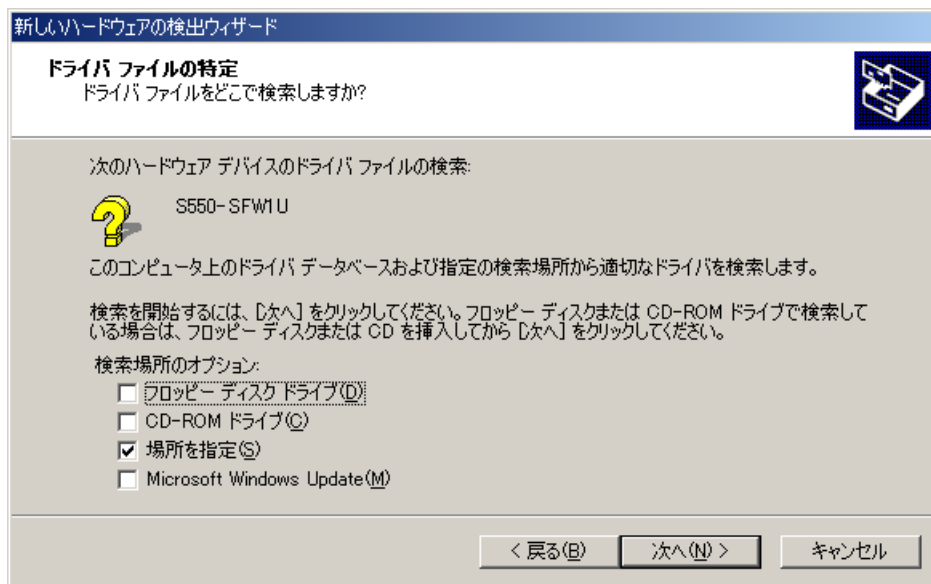 新しいハードウェアの検出ウィザード
ドライバ ファイルの特定
ドライバ ファイルをどこで検索しますか?
次のハードウェア デバイスのドライバ ファイルの検索:
S550-SFW1U
このコンピュータ上のドライバ データベースおよび指定の検索場所から適切なドライバを検索します。
検索を開始するには、[次へ] をクリックしてください。フロッピー ディスクまたは CD-ROM ドライブで検索して
いる場合は、フロッピー ディスクまたは CD を挿入してから [次へ] をクリックしてください。
検索場所のオプション:
フロッピー ディスク ドライブ(D)
CD-ROM ドライブ(C)
場所を指定(S)
Microsoft Windows Update(M)
< 戻る(B) 次へ(N) > キャンセル